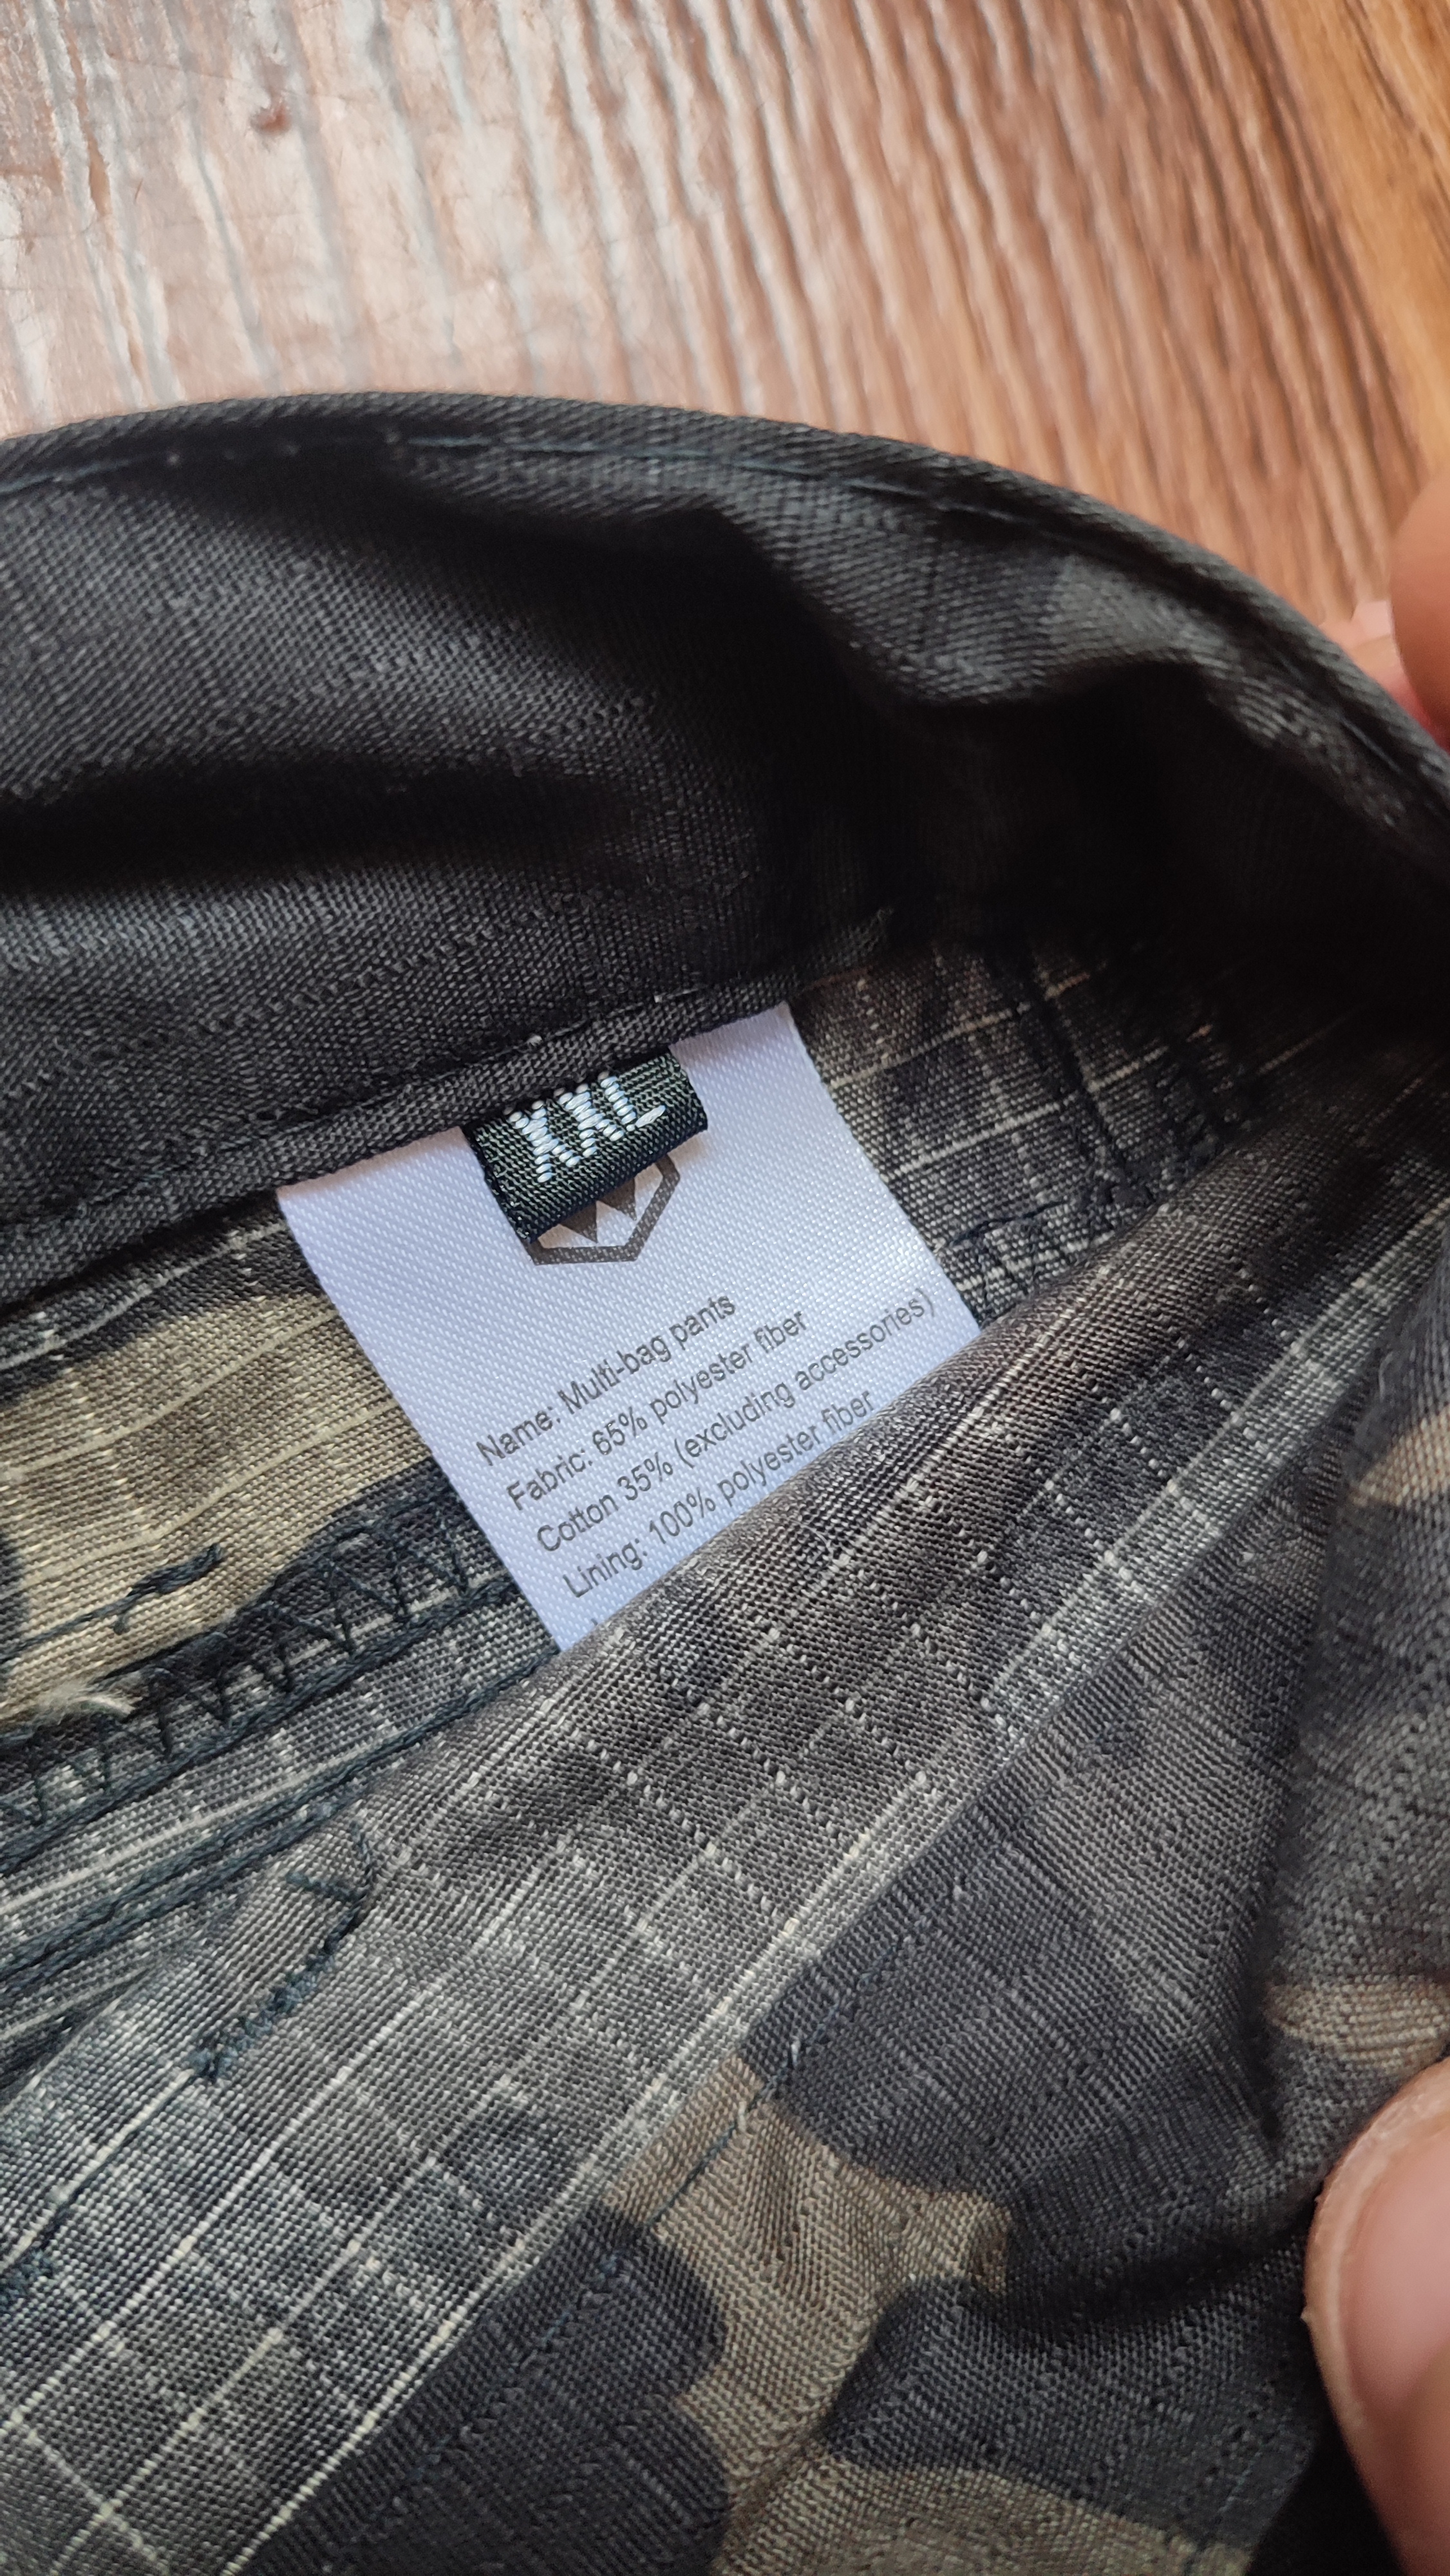 XXL
Name: Multi-bag pants
Fabric: 65% polyester fiber
Cotton 35% (excluding accessories)
Lining: 100% polyester fiber